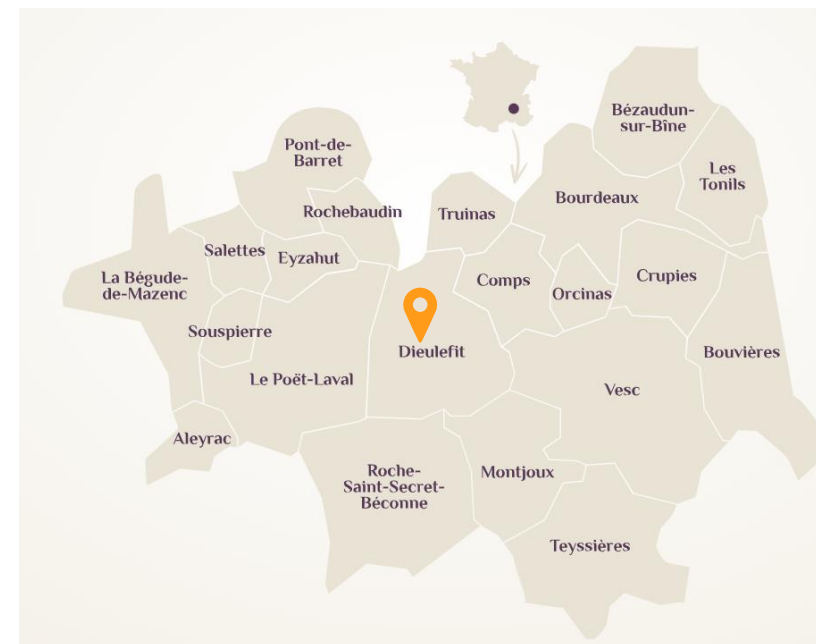 Bézaudun-
sur-Bîne
Pont-de-
Barret
Les
Tonils
Bourdeaux
Rochebaudin
Truinas
Salettes
Eyzahut
La Bégude-
de-Mazenc
Comps
Orcinas
Crupies
Souspierre
Dieulefit
Bouvières
Le Poët-Laval
Vesc
Aleyrac
Roche-
Saint-Secret-
Béconne
Montjoux
Teyssières